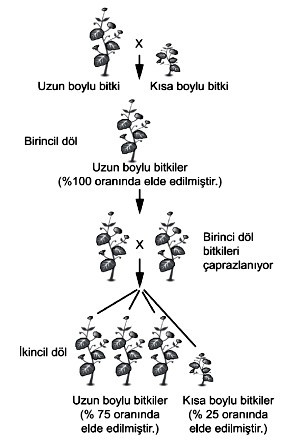 X
Uzun boylu bitki
Kısa boylu bitki
Birincil döl
Uzun boylu bitkiler
(%100 oranında elde edilmiştir.)
X
Birinci döl
bitkileri
çaprazlanıyor
İkincil döl
Uzun boylu bitkiler
(% 75 oranında
elde edilmiştir.)
Kısa boylu bitkiler
(% 25 oranında
elde edilmiştir.)